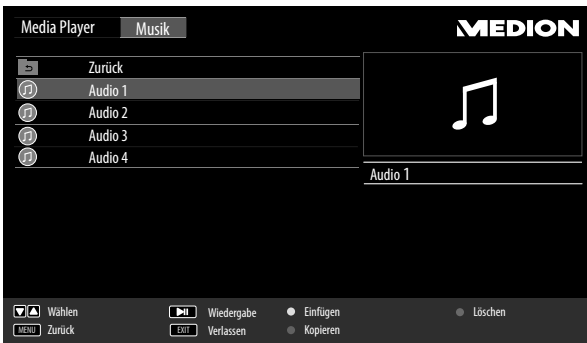 Media Player Musik MEDION
Zurück
Audio 1
Audio 2
Audio 3
Audio 4
Audio 1
Wählen Wiedergabe Einfügen Löschen
MENU Zurück EXIT Verlassen Kopieren